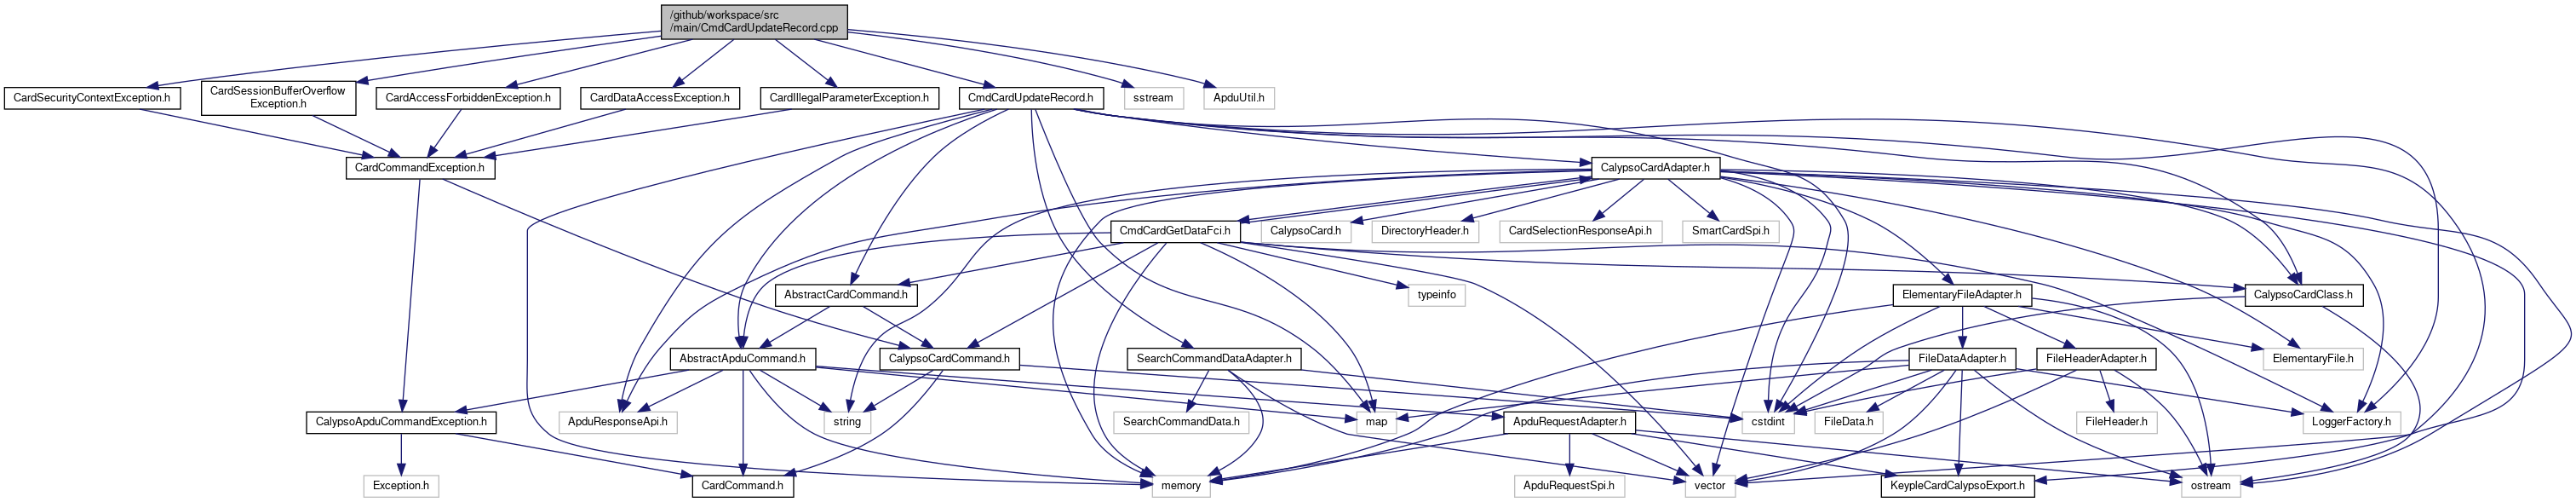 /github/workspace/src
/main/CmdCardUpdateRecord.cpp
CardSecurityContextException.h
CardSessionBufferOverflow
Exception.h
CardAccessForbiddenException.h
CardDataAccessException.h
CardIllegalParameterException.h
CmdCardUpdateRecord.h
sstream
ApduUtil.h
CardCommandException.h
CalypsoCardAdapter.h
CmdCardGetDataFci.h
CalypsoCard.h
DirectoryHeader.h
CardSelectionResponseApi.h
SmartCardSpi.h
AbstractCardCommand.h
typeinfo
ElementaryFileAdapter.h
CalypsoCardClass.h
AbstractApduCommand.h
CalypsoCardCommand.h
SearchCommandDataAdapter.h
FileDataAdapter.h
FileHeaderAdapter.h
ElementaryFile.h
CalypsoApduCommandException.h
ApduResponseApi.h
string
SearchCommandData.h
map
ApduRequestAdapter.h
cstdint
FileData.h
FileHeader.h
LoggerFactory.h
Exception.h
CardCommand.h
memory
ApduRequestSpi.h
vector
KeypleCardCalypsoExport.h
ostream